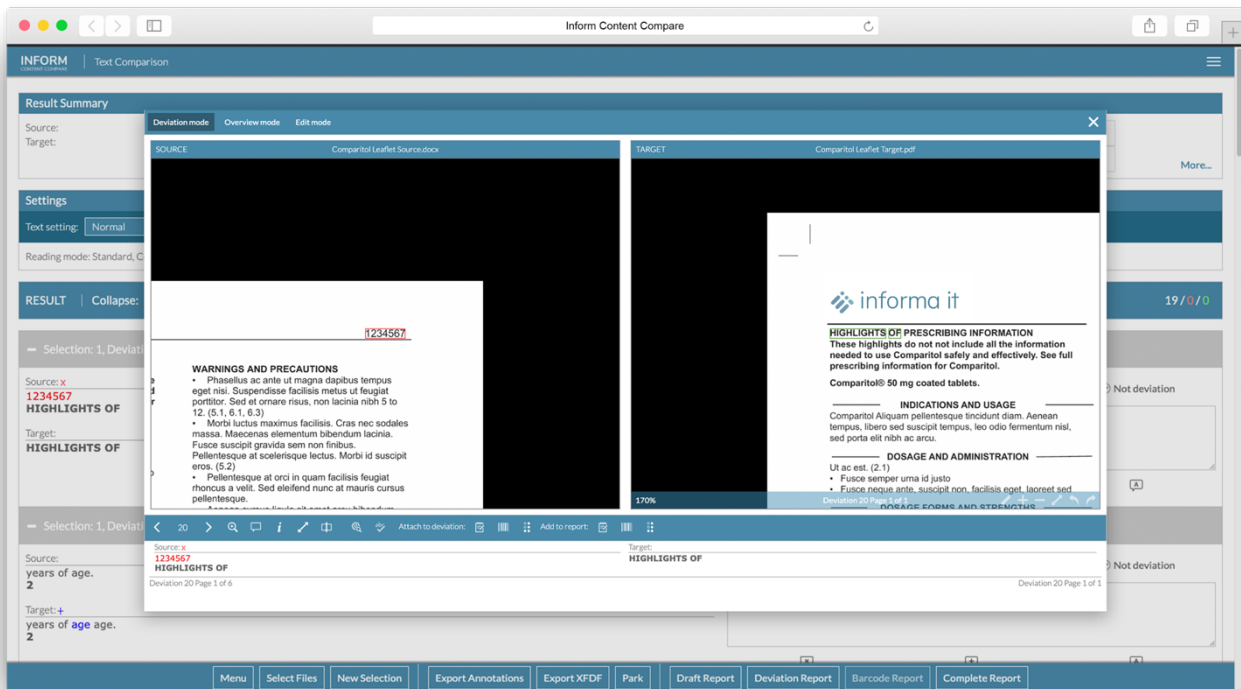 Inform Content Compare
INFORM
CONTENT COMPARE
Text Comparison
Result Summary
Source:
Target:
More...
Settings
Text setting: Normal
Reading mode: Standard, C
RESULT Collapse:
19/0/0
Selection: 1, Deviati
Source: x
1234567
HIGHLIGHTS OF
Target:
HIGHLIGHTS OF
Not deviation
Selection: 1, Deviati
Source:
years of age.
2
Target: +
years of age age.
2
Not deviation
Deviation mode Overview mode Edit mode
SOURCE Comparitol Leaflet Source.docx
1234567
WARNINGS AND PRECAUTIONS
• Phasellus ac ante ut magna dapibus tempus
eget nisi. Suspendisse facilisis metus ut feugiat
porttitor. Sed et ornare risus, non lacinia nibh 5 to
12. (5.1, 6.1, 6.3)
• Morbi luctus maximus facilisis. Cras nec sodales
massa. Maecenas elementum bibendum lacinia.
Fusce suscipit gravida sem non finibus.
Pellentesque at scelerisque lectus. Morbi id suscipit
eros. (5.2)
• Pellentesque at orci in quam facilisis feugiat
rhoncus a velit. Sed eleifend nunc at mauris cursus
pellentesque.
TARGET Comparitol Leaflet Target.pdf
informa it
HIGHLIGHTS OF PRESCRIBING INFORMATION
These highlights do not not include all the information
needed to use Comparitol safely and effectively. See full
prescribing information for Comparitol.
Comparitol® 50 mg coated tablets.
INDICATIONS AND USAGE
Comparitol Aliquam pellentesque tincidunt diam. Aenean
tempus, libero sed suscipit tempus, leo odio fermentum nisl,
sed porta elit nibh ac arcu.
DOSAGE AND ADMINISTRATION
Ut ac est. (2.1)
• Fusce semper urna id justo
• Fusce neque ante, suscipit non, facilisis eget, laoreet sed
170% Deviation 20 Page 1 of 1
DOSAGE FORMS AND STRENGTHS
20 Attach to deviation: Add to report:
Source: x
1234567
HIGHLIGHTS OF
Deviation 20 Page 1 of 6
Target:
HIGHLIGHTS OF
Deviation 20 Page 1 of 1
Menu Select Files New Selection Export Annotations Export XFDF Park Draft Report Deviation Report Barcode Report Complete Report